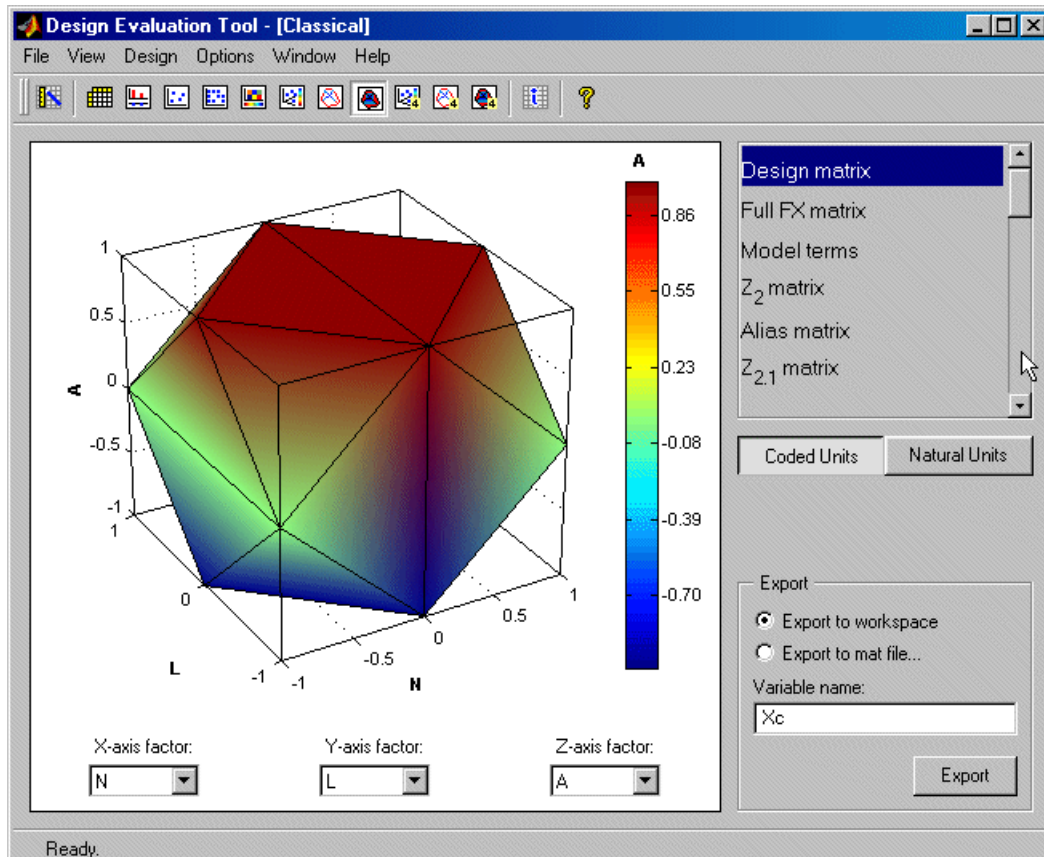 Design Evaluation Tool - [Classical]
File View Design Options Window Help
A
1
0.5
0
-0.5
-1
A
1
0
-1
L
-1
-0.5
0
0.5
1
N
0.86
0.55
0.23
-0.08
-0.39
-0.70
X-axis factor: Y-axis factor: Z-axis factor:
N L A
Design matrix
Full FX matrix
Model terms
Z2 matrix
Alias matrix
Z2.1 matrix
Coded Units Natural Units
Export
Export to workspace
Export to mat file...
Variable name:
Xc
Export
Ready.